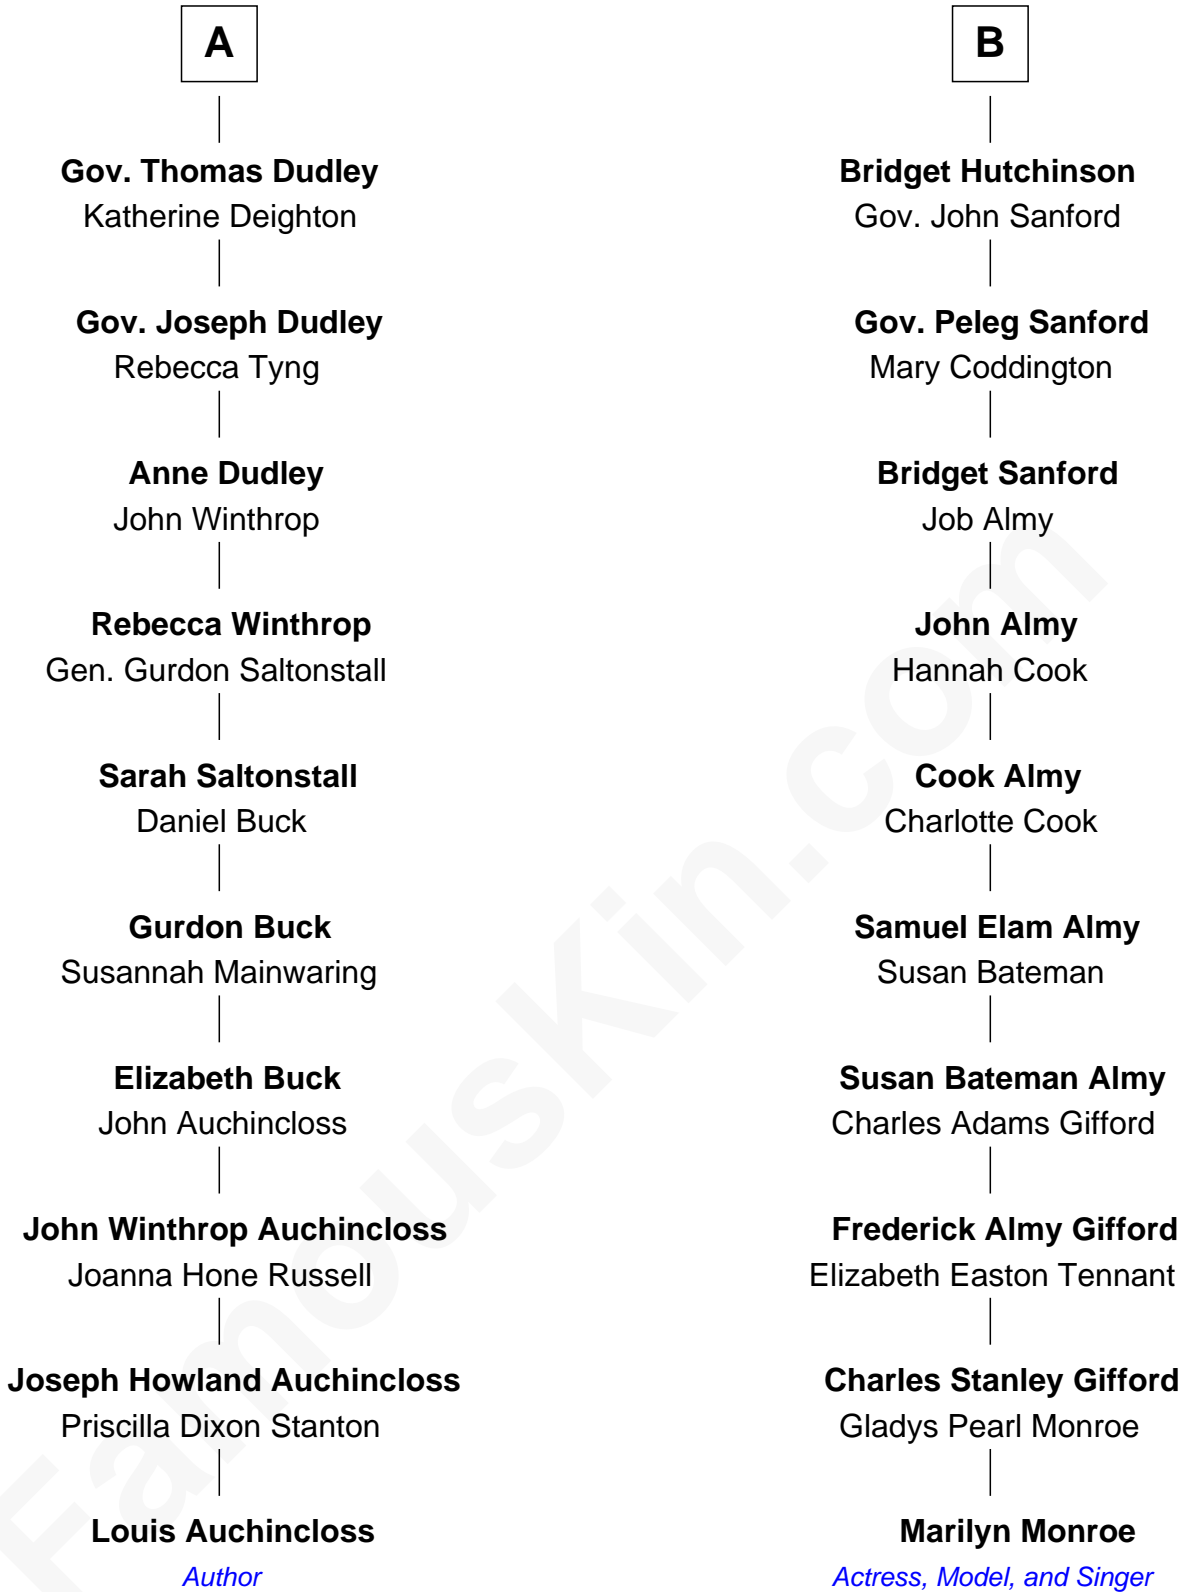 A
Gov. Thomas Dudley
Katherine Deighton
Gov. Joseph Dudley
Rebecca Tyng
Anne Dudley
John Winthrop
Rebecca Winthrop
Gen. Gurdon Saltonstall
Sarah Saltonstall
Daniel Buck
Gurdon Buck
Susannah Mainwaring
Elizabeth Buck
John Auchincloss
John Winthrop Auchincloss
Joanna Hone Russell
Joseph Howland Auchincloss
Priscilla Dixon Stanton
Louis Auchincloss
Author
B
Bridget Hutchinson
Gov. John Sanford
Gov. Peleg Sanford
Mary Coddington
Bridget Sanford
Job Almy
John Almy
Hannah Cook
Cook Almy
Charlotte Cook
Samuel Elam Almy
Susan Bateman
Susan Bateman Almy
Charles Adams Gifford
Frederick Almy Gifford
Elizabeth Easton Tennant
Charles Stanley Gifford
Gladys Pearl Monroe
Marilyn Monroe
Actress, Model, and Singer
FamousKin.com